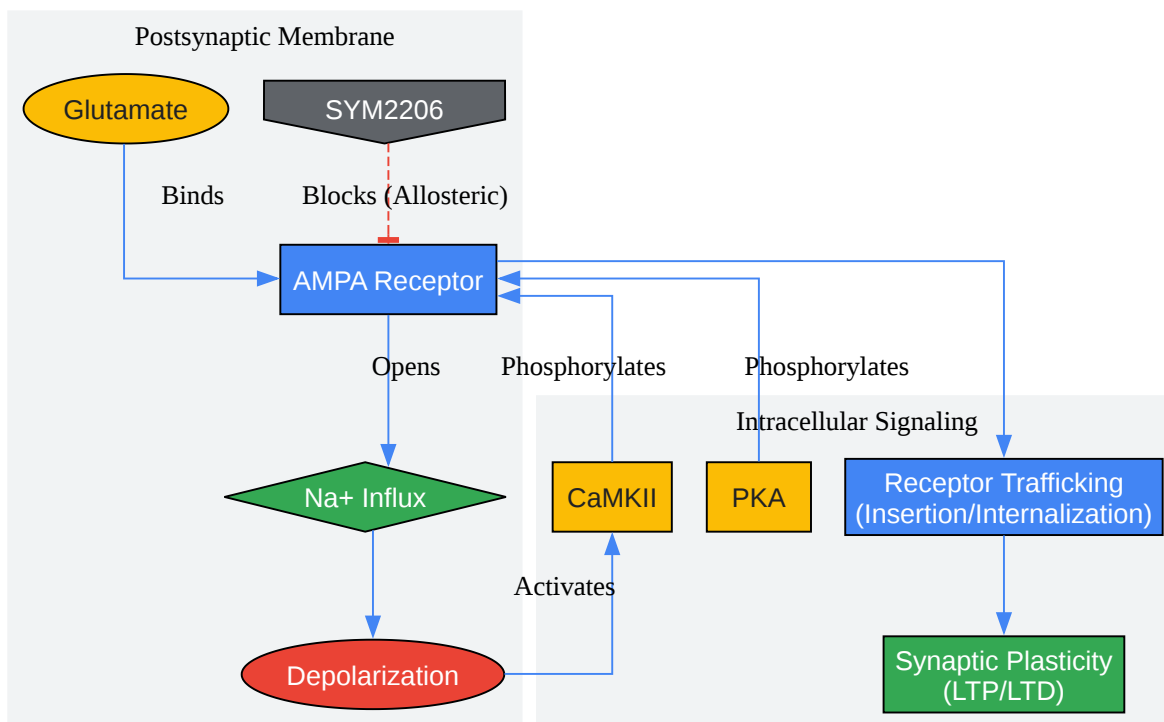 Postsynaptic Membrane
Glutamate
SYM2206
Binds
Blocks (Allosteric)
AMPA Receptor
Opens
Phosphorylates
Phosphorylates
Intracellular Signaling
Na+ Influx
CaMKII
PKA
Receptor Trafficking
(Insertion/Internalization)
Activates
Depolarization
Synaptic Plasticity
(LTP/LTD)